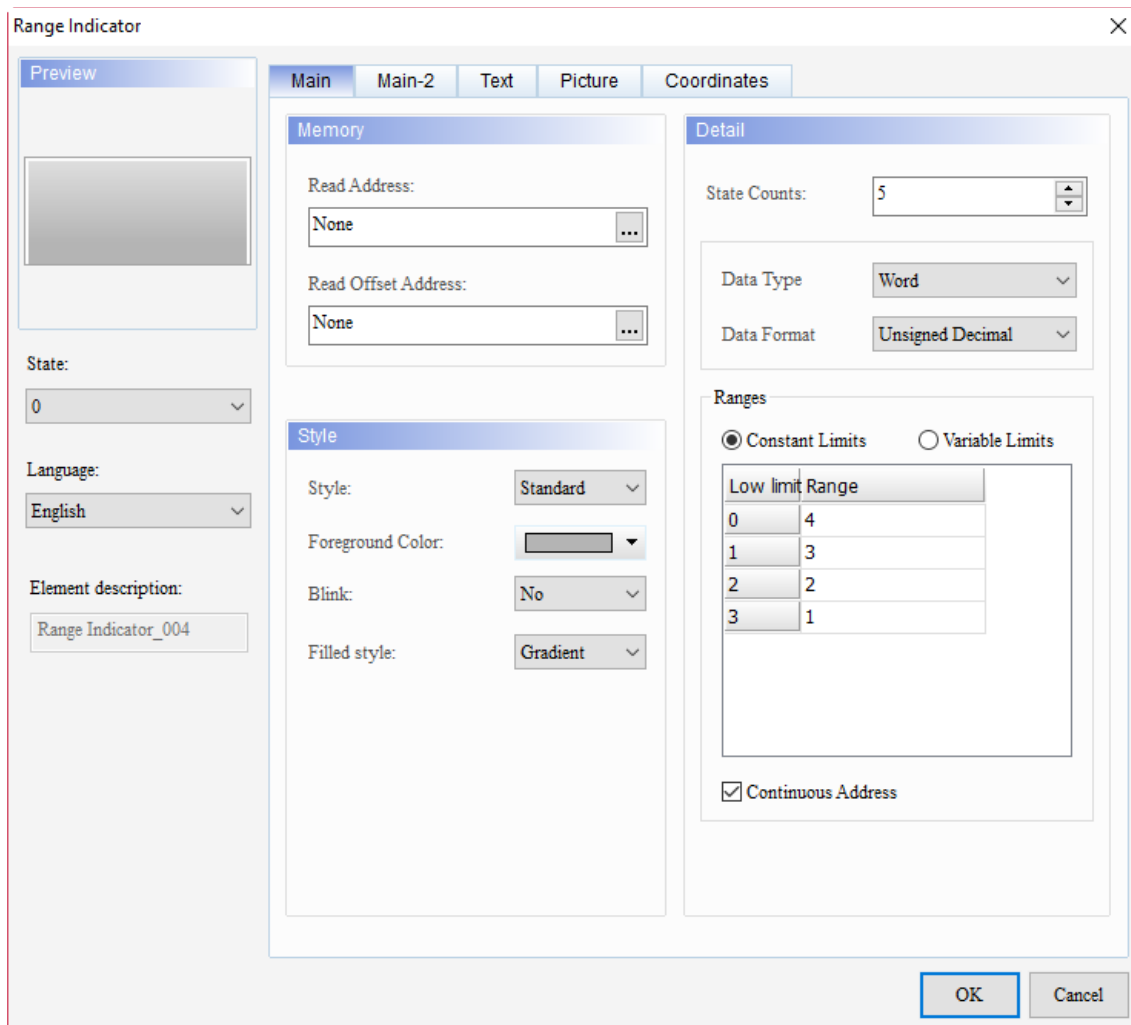 Range Indicator
Preview
State:
0
Language:
English
Element description:
Range Indicator_004
Main Main-2 Text Picture Coordinates
Memory
Read Address:
None ...
Read Offset Address:
None ...
Style
Style: Standard
Foreground Color:
Blink: No
Filled style: Gradient
Detail
State Counts: 5
Data Type Word
Data Format Unsigned Decimal
Ranges
Constant Limits Variable Limits
Low limit Range
0 4
1 3
2 2
3 1
Continuous Address
OK Cancel